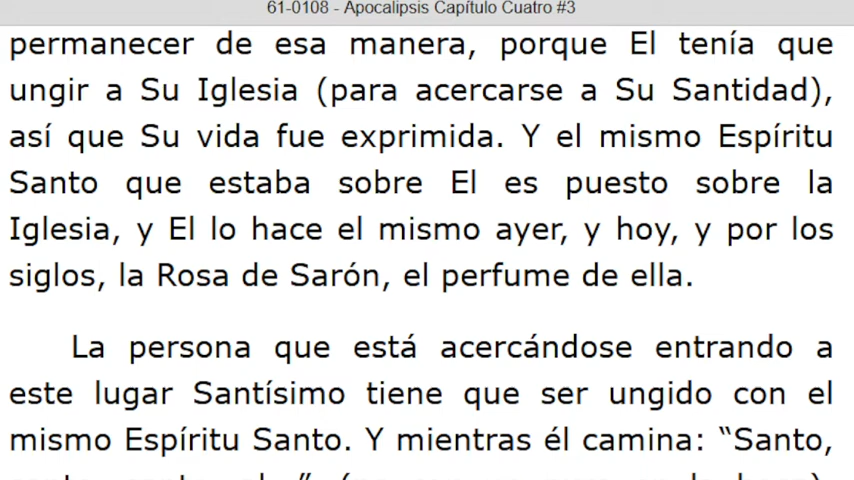 61-0108 - Apocalipsis Capítulo Cuatro #3
permanecer de esa manera, porque El tenía que
ungir a Su Iglesia (para acercarse a Su Santidad),
así que Su vida fue exprimida. Y el mismo Espíritu
Santo que estaba sobre El es puesto sobre la
Iglesia, y El lo hace el mismo ayer, y hoy, y por los
siglos, la Rosa de Sarón, el perfume de ella.
La persona que está acercándose entrando a
este lugar Santísimo tiene que ser ungido con el
mismo Espíritu Santo. Y mientras él camina: “Santo,